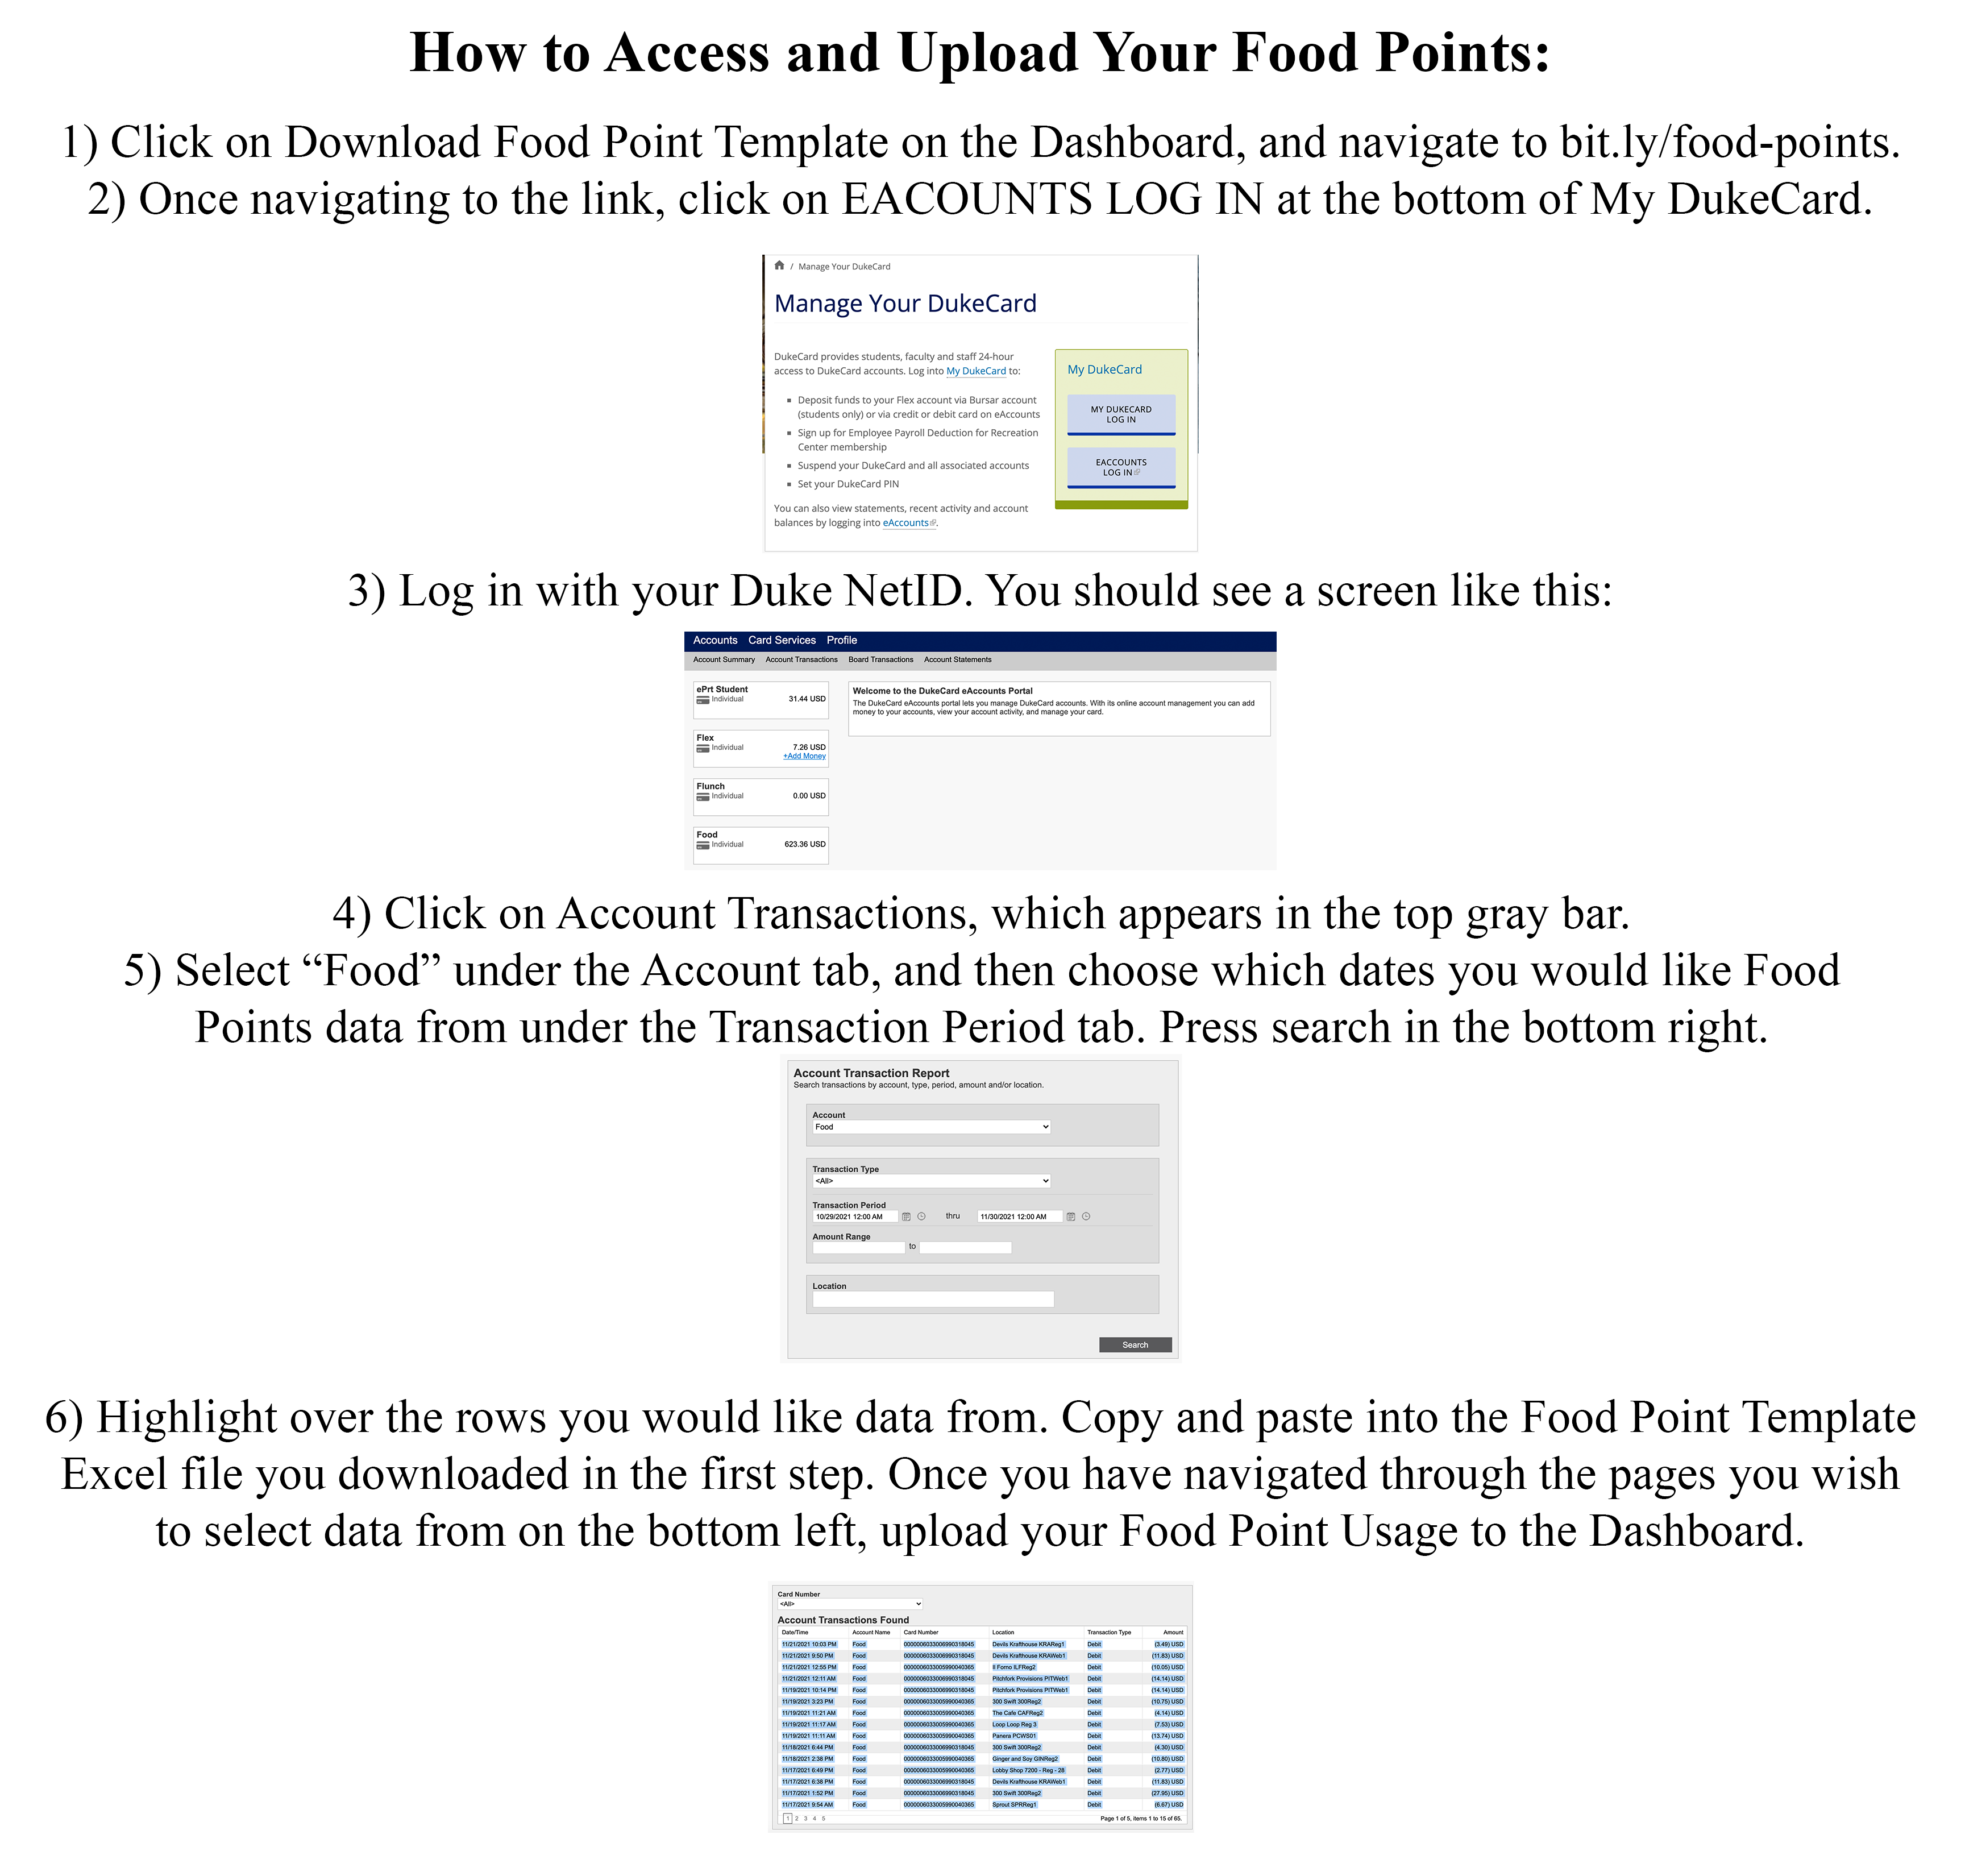 How to Access and Upload Your Food Points:
1) Click on Download Food Point Template on the Dashboard, and navigate to bit.ly/food-points.
2) Once navigating to the link, click on EACOUNTS LOG IN at the bottom of My DukeCard.
/ Manage Your DukeCard
Manage Your DukeCard
DukeCard provides students, faculty and staff 24-hour
access to DukeCard accounts. Log into My DukeCard to:
Deposit funds to your Flex account via Bursar account
(students only) or via credit or debit card on eAccounts
Sign up for Employee Payroll Deduction for Recreation
Center membership
Suspend your DukeCard and all associated accounts
Set your DukeCard PIN
You can also view statements, recent activity and account
balances by logging into eAccounts.
My DukeCard
MY DUKECARD
LOG IN
EACCOUNTS
LOG IN
3) Log in with your Duke NetID. You should see a screen like this:
Accounts Card Services Profile
Account Summary Account Transactions Board Transactions Account Statements
ePrt Student
Individual 31.44 USD
Flex
Individual 7.26 USD
+Add Money
Flunch
Individual 0.00 USD
Food
Individual 623.36 USD
Welcome to the DukeCard eAccounts Portal
The DukeCard eAccounts portal lets you manage DukeCard accounts. With its online account management you can add
money to your accounts, view your account activity, and manage your card.
4) Click on Account Transactions, which appears in the top gray bar.
5) Select “Food” under the Account tab, and then choose which dates you would like Food
Points data from under the Transaction Period tab. Press search in the bottom right.
Account Transaction Report
Search transactions by account, type, period, amount and/or location.
Account
Food
Transaction Type
<All>
Transaction Period
10/29/2021 12:00 AM thru 11/30/2021 12:00 AM
Amount Range
to
Location
Search
6) Highlight over the rows you would like data from. Copy and paste into the Food Point Template
Excel file you downloaded in the first step. Once you have navigated through the pages you wish
to select data from on the bottom left, upload your Food Point Usage to the Dashboard.
Card Number
<All>
Account Transactions Found
Date/Time Account Name Card Number Location Transaction Type Amount
11/21/2021 10:03 PM Food 0000006033006990318045 Devils Krafthouse KRAReg1 Debit (3.49) USD
11/21/2021 9:50 PM Food 0000006033006990318045 Devils Krafthouse KRAWeb1 Debit (11.83) USD
11/21/2021 12:55 PM Food 0000006033005990040365 Il Forno ILFReg2 Debit (10.05) USD
11/21/2021 12:11 AM Food 0000006033006990318045 Pitchfork Provisions PITWeb1 Debit (14.14) USD
11/19/2021 10:14 PM Food 0000006033006990318045 Pitchfork Provisions PITWeb1 Debit (14.14) USD
11/19/2021 3:23 PM Food 0000006033005990040365 300 Swift 300Reg2 Debit (10.75) USD
11/19/2021 11:21 AM Food 0000006033005990040365 The Cafe CAFReg2 Debit (4.14) USD
11/19/2021 11:17 AM Food 0000006033005990040365 Loop Loop Reg 3 Debit (7.53) USD
11/19/2021 11:11 AM Food 0000006033005990040365 Panera PCWS01 Debit (13.74) USD
11/18/2021 6:44 PM Food 0000006033006990318045 300 Swift 300Reg2 Debit (4.30) USD
11/18/2021 2:38 PM Food 0000006033005990040365 Ginger and Soy GINReg2 Debit (10.80) USD
11/17/2021 6:49 PM Food 0000006033005990040365 Lobby Shop 7200 - Reg - 28 Debit (2.77) USD
11/17/2021 6:38 PM Food 0000006033006990318045 Devils Krafthouse KRAWeb1 Debit (11.83) USD
11/17/2021 1:52 PM Food 0000006033006990318045 300 Swift 300Reg2 Debit (27.95) USD
11/17/2021 9:54 AM Food 0000006033005990040365 Sprout SPRReg1 Debit (6.67) USD
1 2 3 4 5 Page 1 of 5, items 1 to 15 of 65.